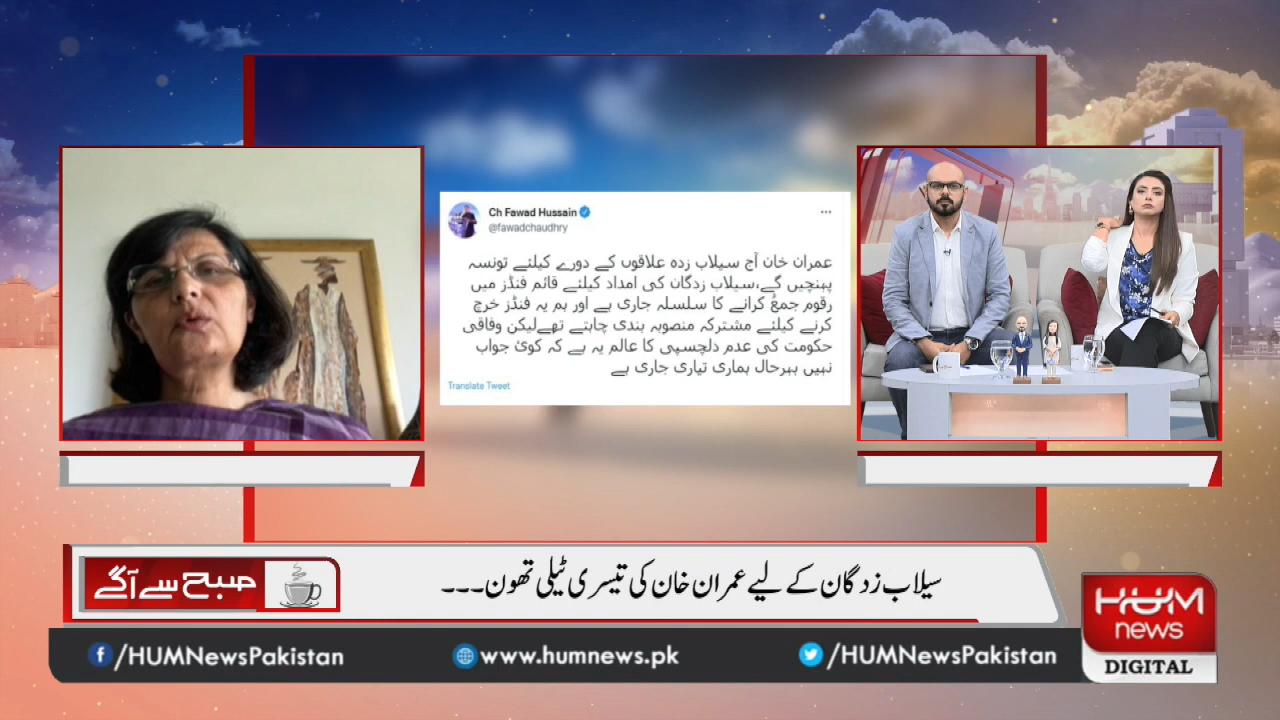 Ch Fawad Hussain
@fawadchaudhry
عمران خان آج سیلاب زدہ علاقوں کے دورے کیلئے تونسہ
پہنچیں گے،سیلاب زدگان کی امداد کیلئے قائم فنڈز میں
رقوم جمعُ کرانے کا سلسلہ جاری ہے اور ہم یہ فنڈز خرچ
کرنے کیلئے مشترکہ منصوبہ بندی چاہتے تھےلیکن وفاقی
حکومت کی عدم دلچسپی کا عالم یہ ہے کہ کوئ جواب
نہیں بہرحال ہماری تیاری جاری ہے
Translate Tweet
صبح سے آگے
سیلاب زدگان کے لیے عمران خان کی تیسری ٹیلی تھون۔۔۔
HUM
news
DIGITAL
/HUMNewsPakistan
www.humnews.pk
/HUMNewsPakistan